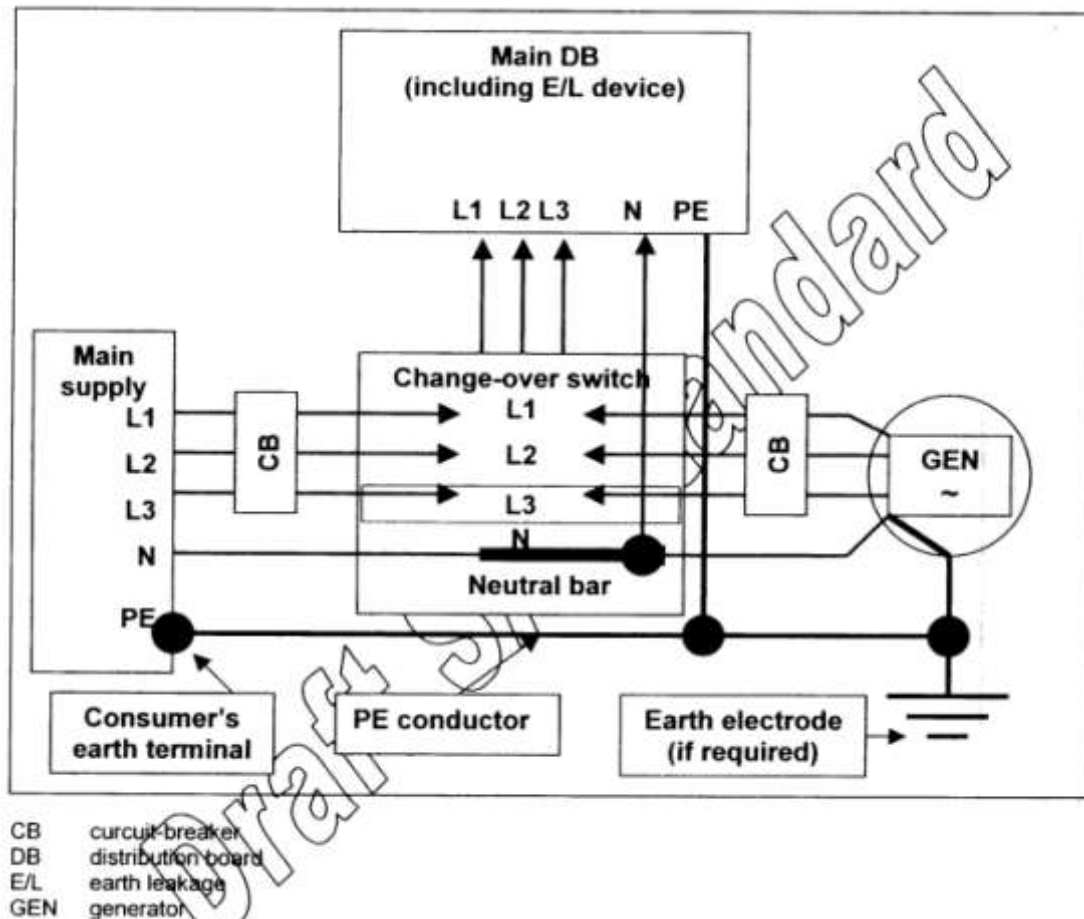 Main DB
(including E/L device)
L1 L2 L3 N PE
Main
supply
L1
L2
L3
N
PE
CB
Change-over switch
L1
L2
L3
N
Neutral bar
CB
GEN
~
Consumer's
earth terminal
PE conductor
Earth electrode
(if required)
CB curcuit-breaker
DB distribution board
E/L earth leakage
GEN generator
Draft